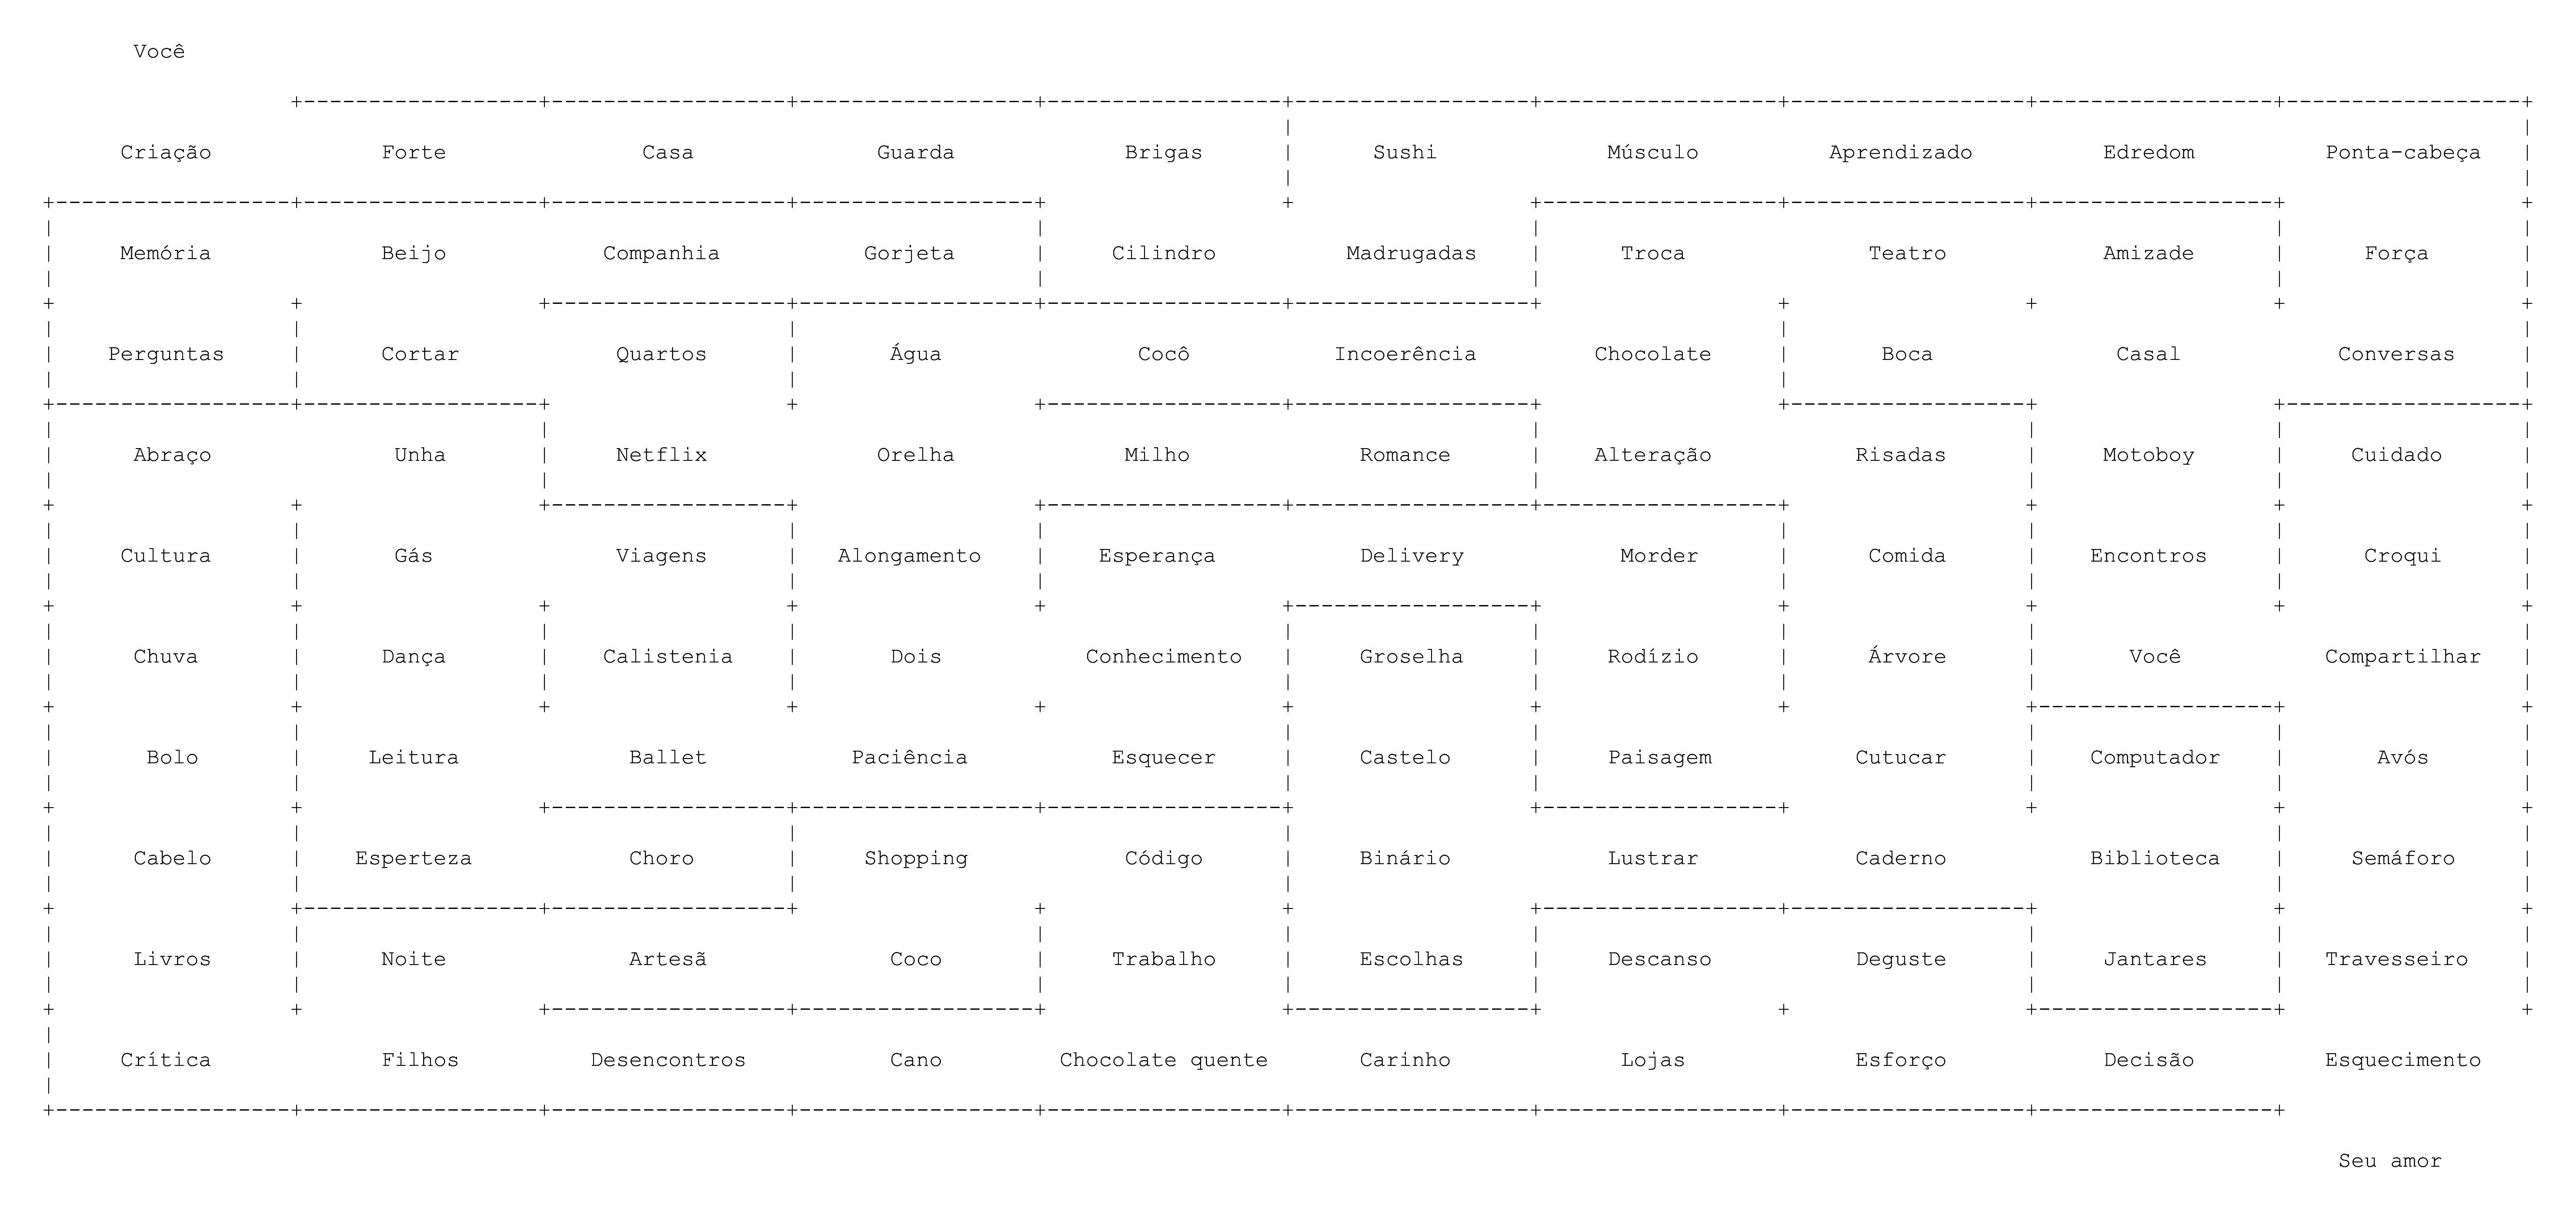 Você
Criação Forte Casa Guarda Brigas Sushi Músculo Aprendizado Edredom Ponta-cabeça
Memória Beijo Companhia Gorjeta Cilindro Madrugadas Troca Teatro Amizade Força
Perguntas Cortar Quartos Água Cocô Incoerência Chocolate Boca Casal Conversas
Abraço Unha Netflix Orelha Milho Romance Alteração Risadas Motoboy Cuidado
Cultura Gás Viagens Alongamento Esperança Delivery Morder Comida Encontros Croqui
Chuva Dança Calistenia Dois Conhecimento Groselha Rodízio Árvore Você Compartilhar
Bolo Leitura Ballet Paciência Esquecer Castelo Paisagem Cutucar Computador Avós
Cabelo Esperteza Choro Shopping Código Binário Lustrar Caderno Biblioteca Semáforo
Livros Noite Artesã Coco Trabalho Escolhas Descanso Deguste Jantares Travesseiro
Crítica Filhos Desencontros Cano Chocolate quente Carinho Lojas Esforço Decisão Esquecimento
Seu amor